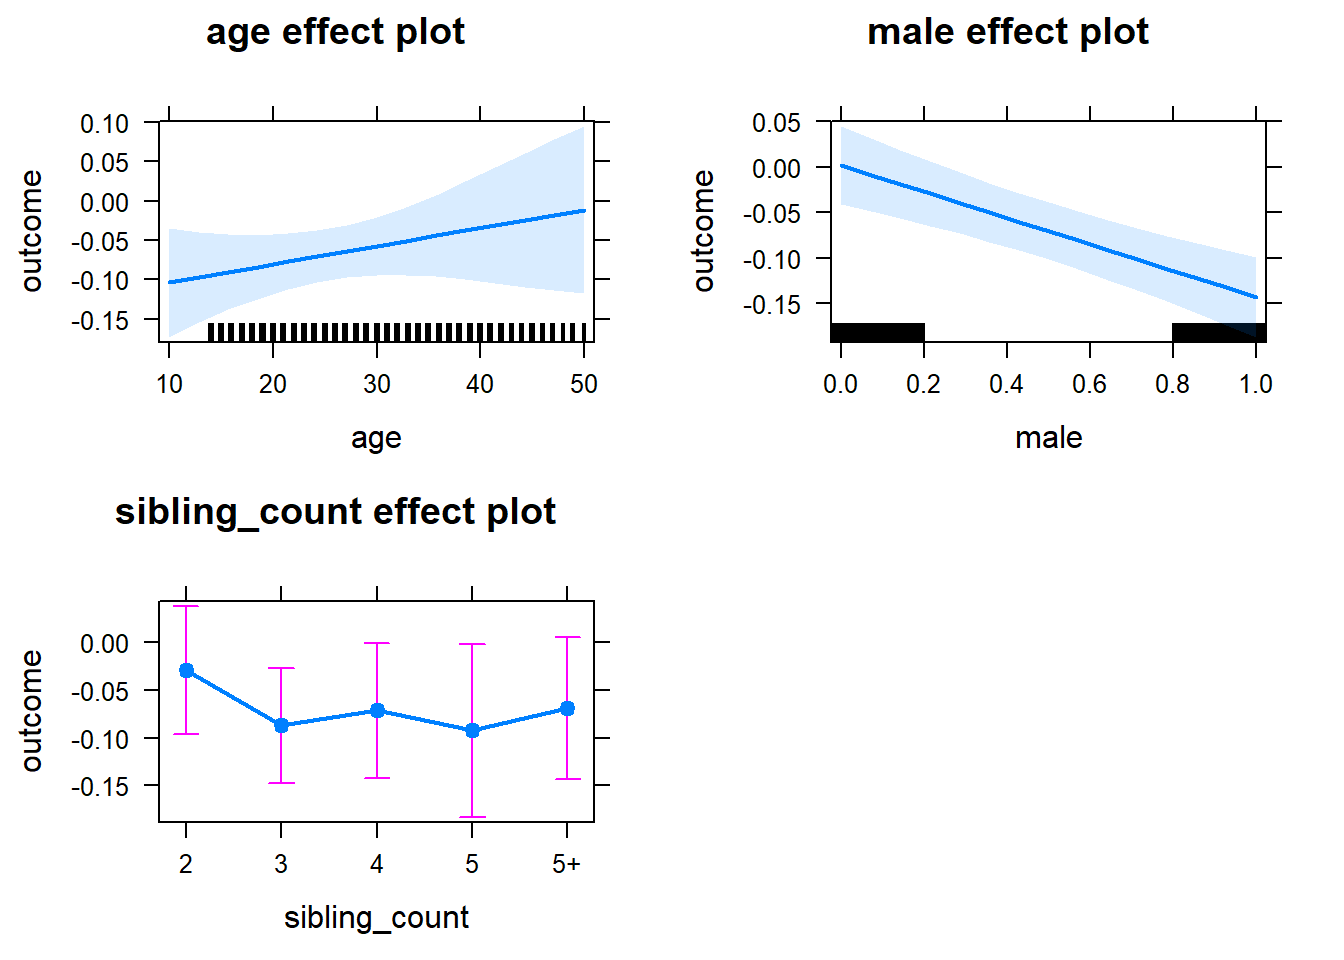 age effect plot
outcome
0.10
0.05
0.00
-0.05
-0.10
-0.15
10 20 30 40 50
age
male effect plot
outcome
0.05
0.00
-0.05
-0.10
-0.15
0.0 0.2 0.4 0.6 0.8 1.0
male
sibling_count effect plot
outcome
0.00
-0.05
-0.10
-0.15
2 3 4 5 5+
sibling_count